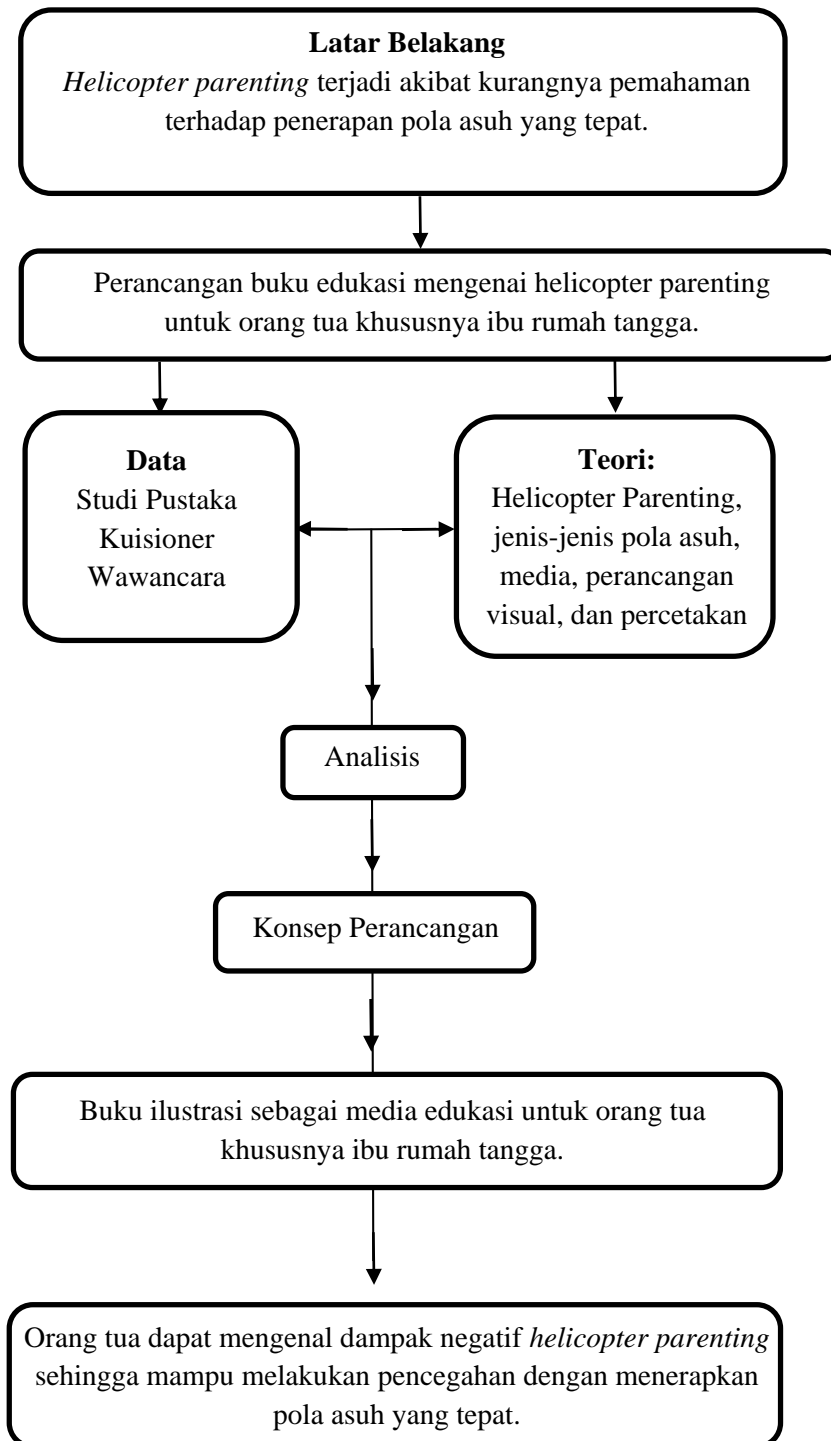 Latar Belakang
Helicopter parenting terjadi akibat kurangnya pemahaman
terhadap penerapan pola asuh yang tepat.
Perancangan buku edukasi mengenai helicopter parenting
untuk orang tua khususnya ibu rumah tangga.
Data
Studi Pustaka
Kuisioner
Wawancara
Teori:
Helicopter Parenting,
jenis-jenis pola asuh,
media, perancangan
visual, dan percetakan
Analisis
Konsep Perancangan
Buku ilustrasi sebagai media edukasi untuk orang tua
khususnya ibu rumah tangga.
Orang tua dapat mengenal dampak negatif helicopter parenting
sehingga mampu melakukan pencegahan dengan menerapkan
pola asuh yang tepat.